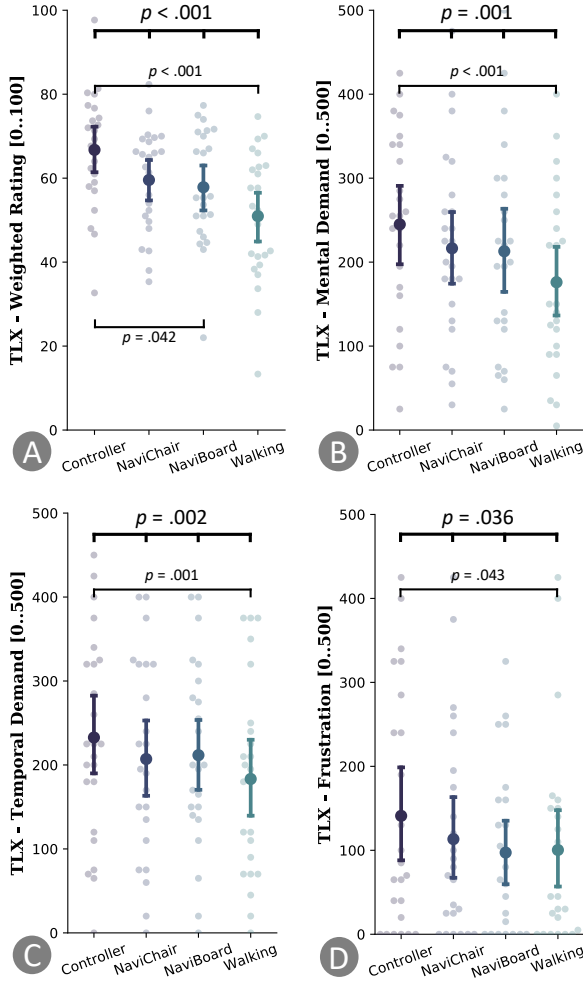 p < .001
p < .001
TLX - Weighted Rating [0..100]
100
80
60
40
20
0
p = .042
A
Controller
NaviChair
NaviBoard
Walking
p = .001
p < .001
TLX - Mental Demand [0..500]
500
400
300
200
100
0
B
Controller
NaviChair
NaviBoard
Walking
p = .002
p = .001
TLX - Temporal Demand [0..500]
500
400
300
200
100
0
C
Controller
NaviChair
NaviBoard
Walking
p = .036
p = .043
TLX - Frustration [0..500]
500
400
300
200
100
0
D
Controller
NaviChair
NaviBoard
Walking